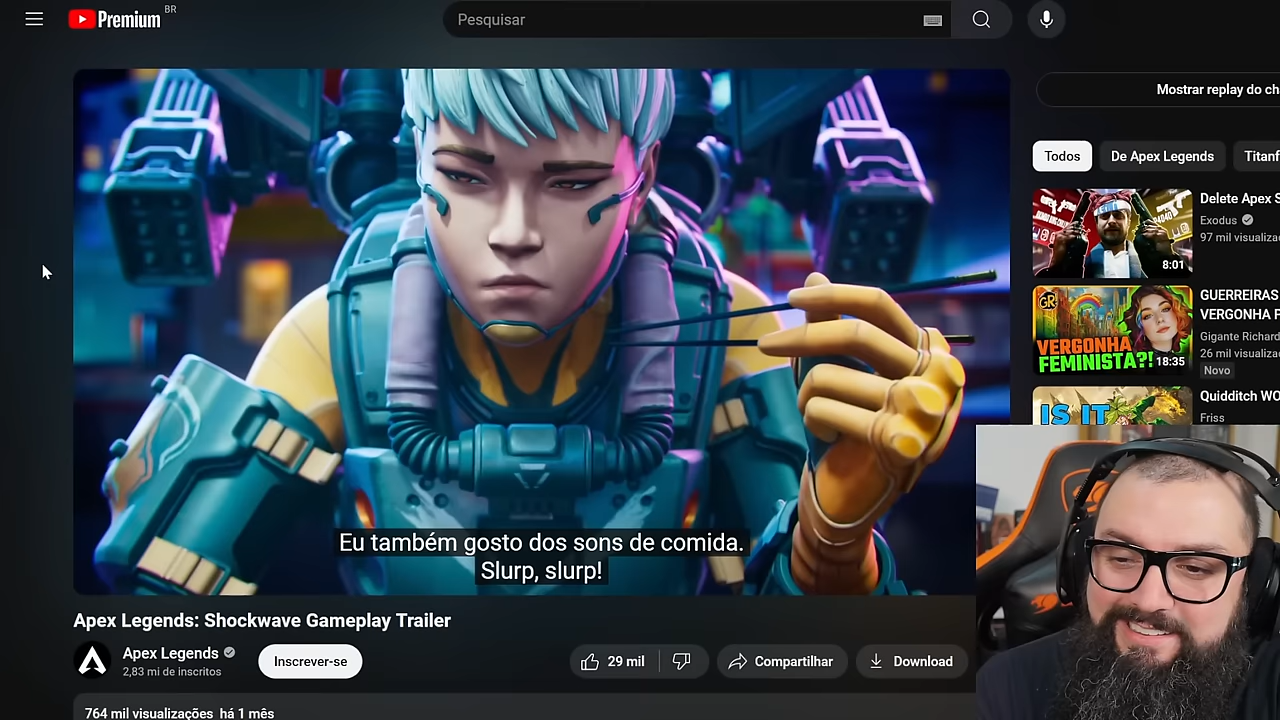 Premium BR
Pesquisar
Mostrar replay do ch
Todos
De Apex Legends
Titanf
Delete Apex S
Exodus
97 mil visualiza
8:01
GR
VERGONHA
FEMINISTA?!
18:35
GUERREIRAS
VERGONHA F
Gigante Richard
26 mil visualiza
Novo
IS IT
Quidditch WO
Friss
Eu também gosto dos sons de comida.
Slurp, slurp!
Apex Legends: Shockwave Gameplay Trailer
Apex Legends
2,83 mi de inscritos
Inscrever-se
29 mil
Compartilhar
Download
764 mil visualizações há 1 mês